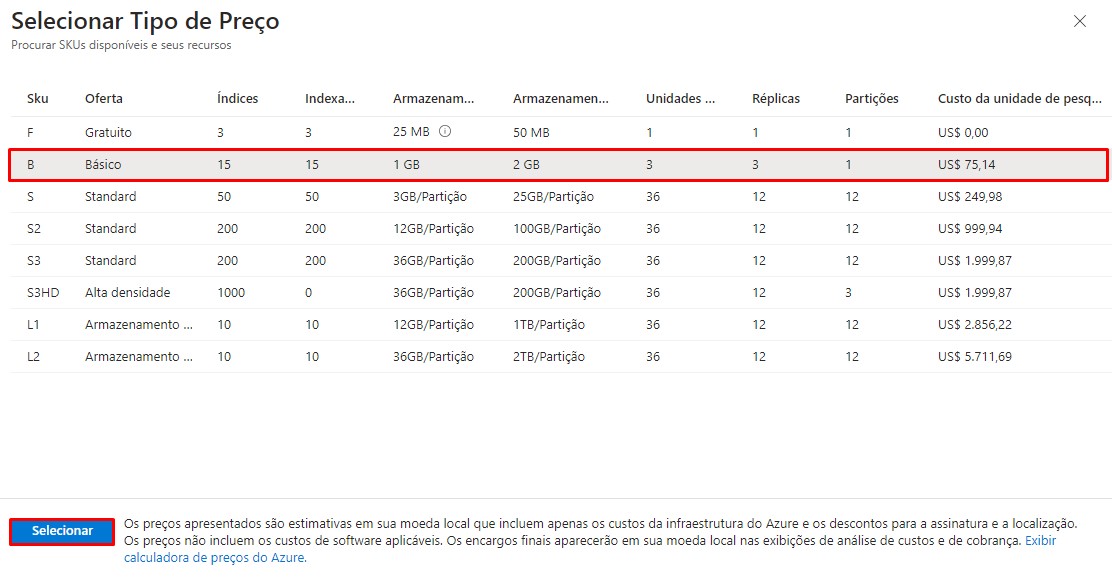 Selecionar Tipo de Preço
Procurar SKUs disponíveis e seus recursos
Sku Oferta Índices Indexa... Armazenam... Armazenamen... Unidades ... Réplicas Partições Custo da unidade de pesq...
F Gratuito 3 3 25 MB 50 MB 1 1 1 US$ 0,00
B Básico 15 15 1 GB 2 GB 3 3 1 US$ 75,14
S Standard 50 50 3GB/Partição 25GB/Partição 36 12 12 US$ 249,98
S2 Standard 200 200 12GB/Partição 100GB/Partição 36 12 12 US$ 999,94
S3 Standard 200 200 36GB/Partição 200GB/Partição 36 12 12 US$ 1.999,87
S3HD Alta densidade 1000 0 36GB/Partição 200GB/Partição 36 12 3 US$ 1.999,87
L1 Armazenamento ... 10 10 12GB/Partição 1TB/Partição 36 12 12 US$ 2.856,22
L2 Armazenamento ... 10 10 36GB/Partição 2TB/Partição 36 12 12 US$ 5.711,69
Selecionar
Os preços apresentados são estimativas em sua moeda local que incluem apenas os custos da infraestrutura do Azure e os descontos para a assinatura e a localização.
Os preços não incluem os custos de software aplicáveis. Os encargos finais aparecerão em sua moeda local nas exibições de análise de custos e de cobrança. Exibir
calculadora de preços do Azure.